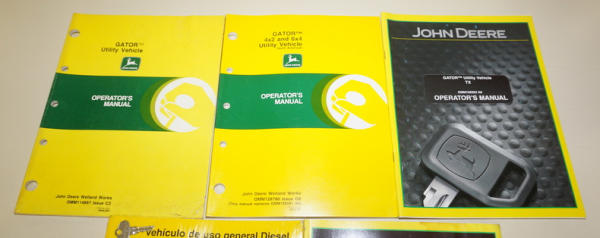 GATOR™
Utility Vehicle
OPERATOR'S
MANUAL
John Deere Welland Works
GATOR™
4x2 and 6x4
Utility Vehicle
OPERATOR'S
MANUAL
John Deere Welland Works
JOHN DEERE
GATOR™ Utility Vehicle
TX
OPERATOR'S MANUAL
vehículo de uso general Diesel